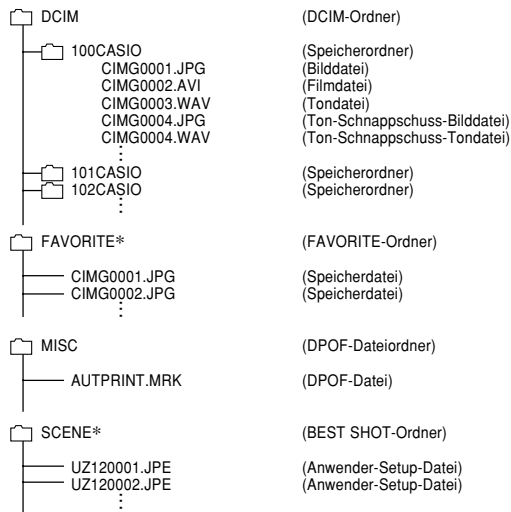 DCIM (DCIM-Ordner)
100CASIO (Speicherordner)
CIMG0001.JPG (Bilddatei)
CIMG0002.AVI (Filmdatei)
CIMG0003.WAV (Tondatei)
CIMG0004.JPG (Ton-Schnappschuss-Bilddatei)
CIMG0004.WAV (Ton-Schnappschuss-Tondatei)
101CASIO (Speicherordner)
102CASIO (Speicherordner)
FAVORITE* (FAVORITE-Ordner)
CIMG0001.JPG (Speicherdatei)
CIMG0002.JPG (Speicherdatei)
MISC (DPOF-Dateiordner)
AUTPRINT.MRK (DPOF-Datei)
SCENE* (BEST SHOT-Ordner)
UZ120001.JPE (Anwender-Setup-Datei)
UZ120002.JPE (Anwender-Setup-Datei)